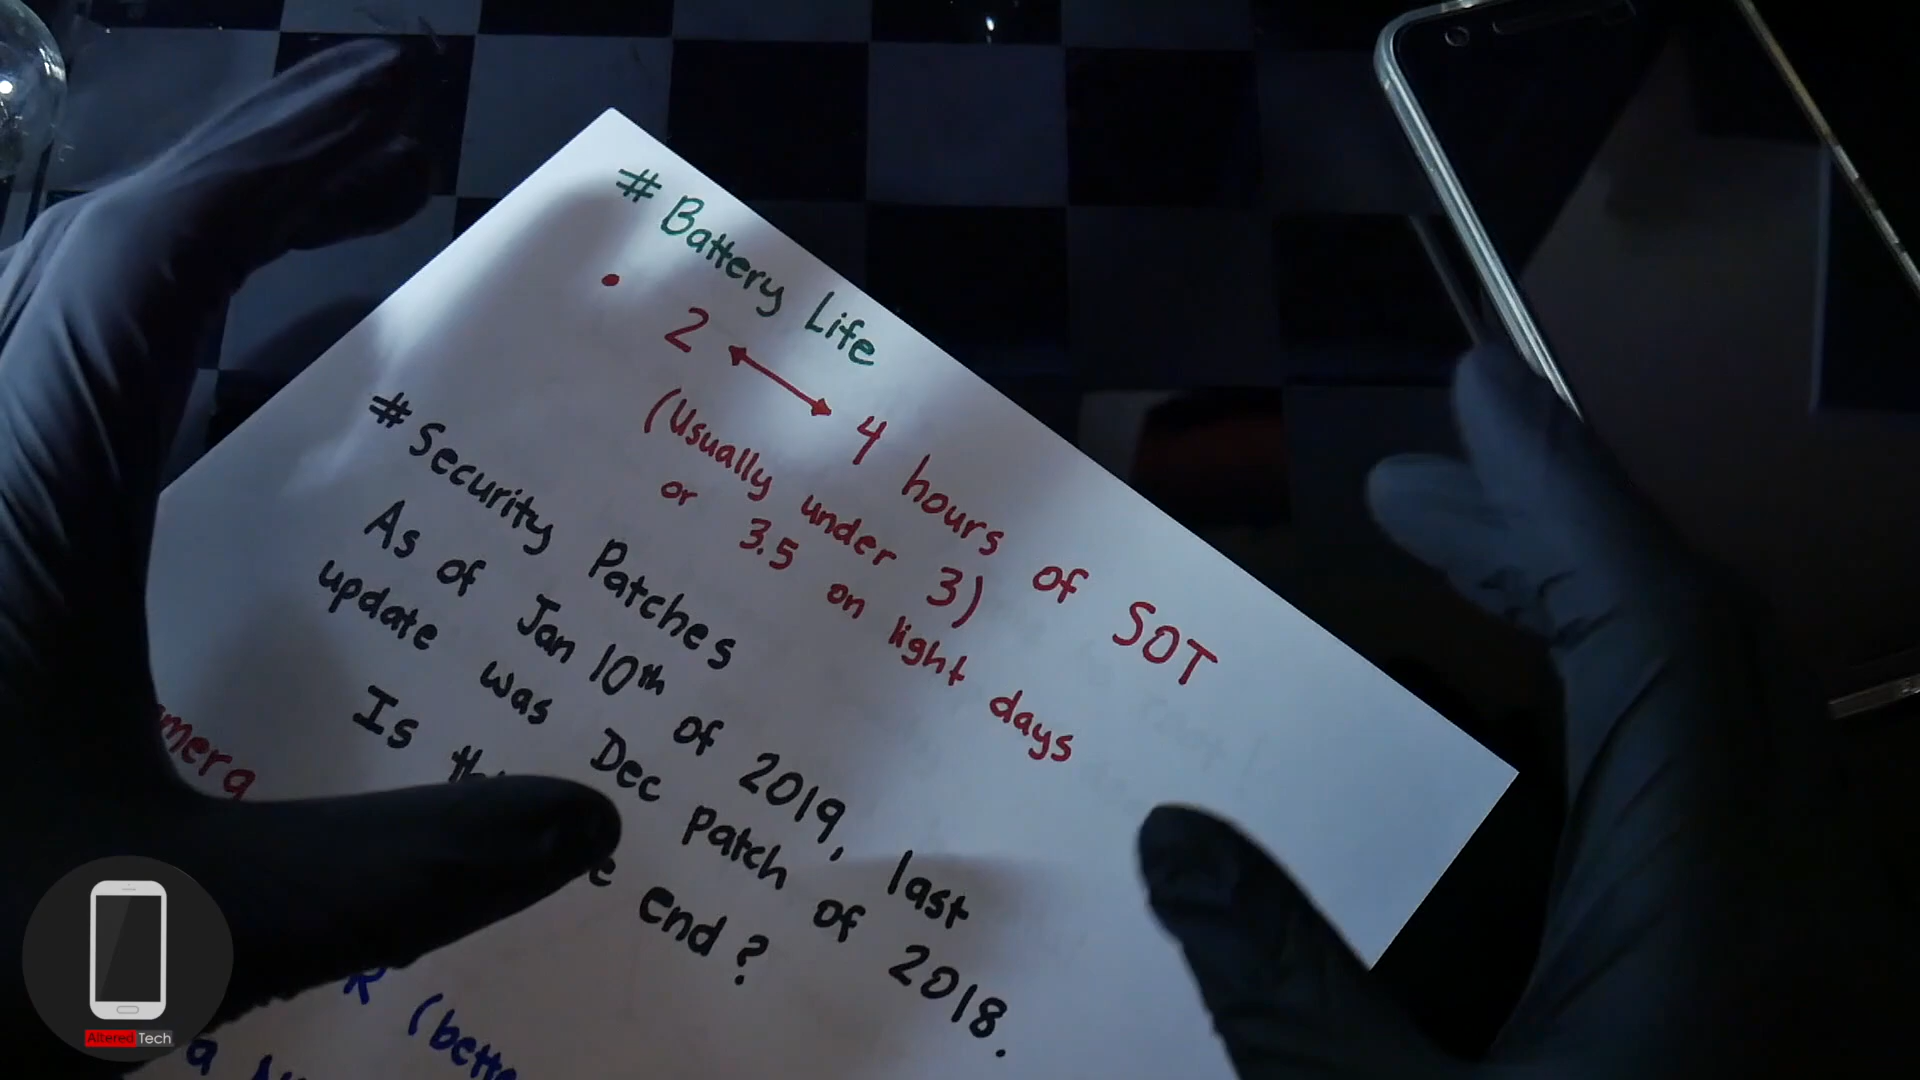 # Battery Life
• 2 ↔ 4 hours of SOT
(Usually under 3)
or 3.5 on light days
# Security Patches
As of Jan 10th of 2019, last
update was Dec patch of 2018.
Is end?
(bette
Altered Tech